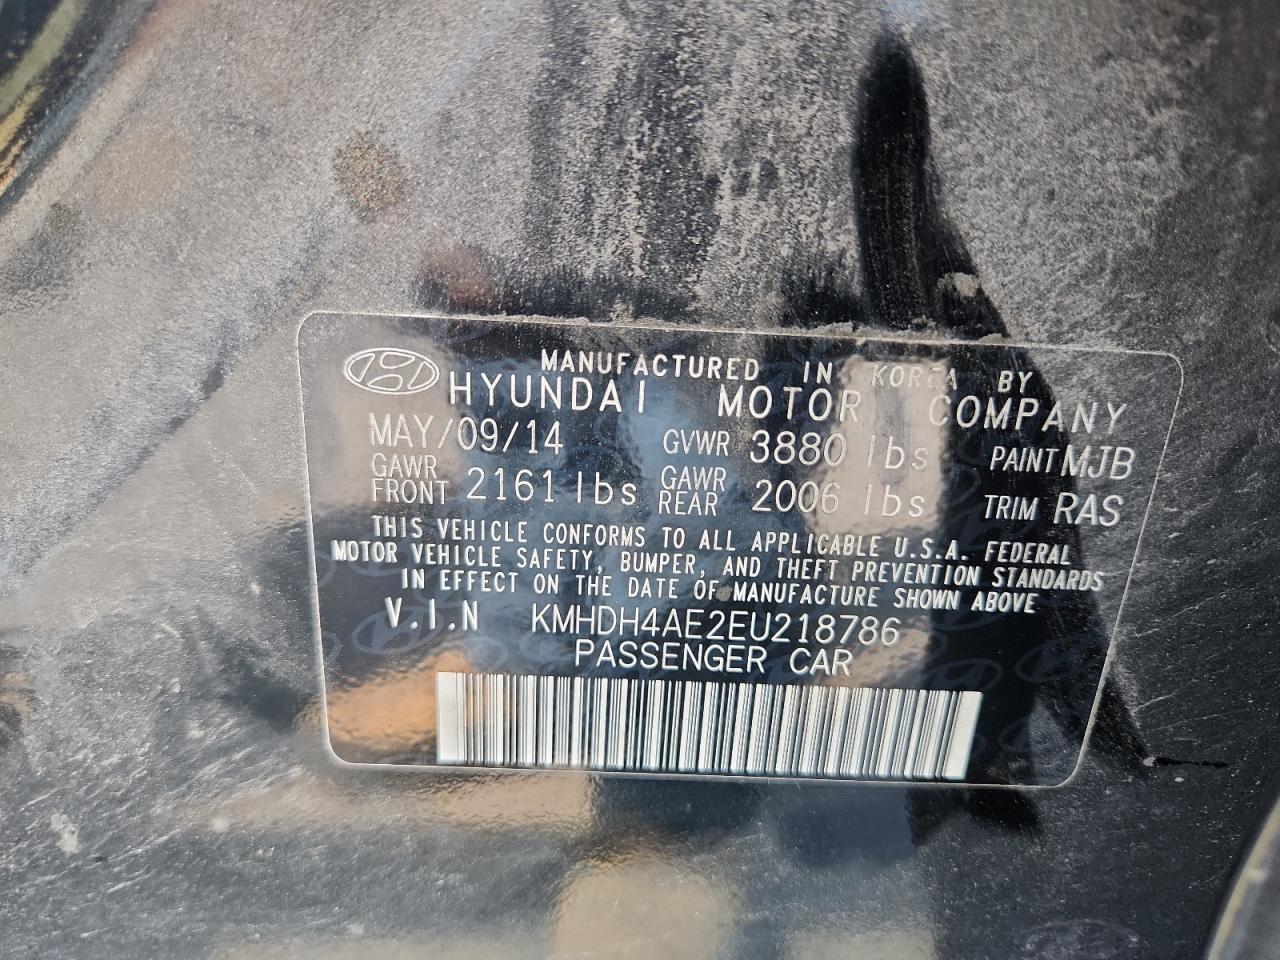 MANUFACTURED IN KOREA BY
HYUNDAI MOTOR COMPANY
MAY/09/14 GVWR 3880 lbs PAINT MJB
GAWR FRONT 2161 lbs GAWR REAR 2006 lbs TRIM RAS
THIS VEHICLE CONFORMS TO ALL APPLICABLE U.S.A. FEDERAL
MOTOR VEHICLE SAFETY, BUMPER, AND THEFT PREVENTION STANDARDS
IN EFFECT ON THE DATE OF MANUFACTURE SHOWN ABOVE
V.I.N KMHDH4AE2EU218786
PASSENGER CAR